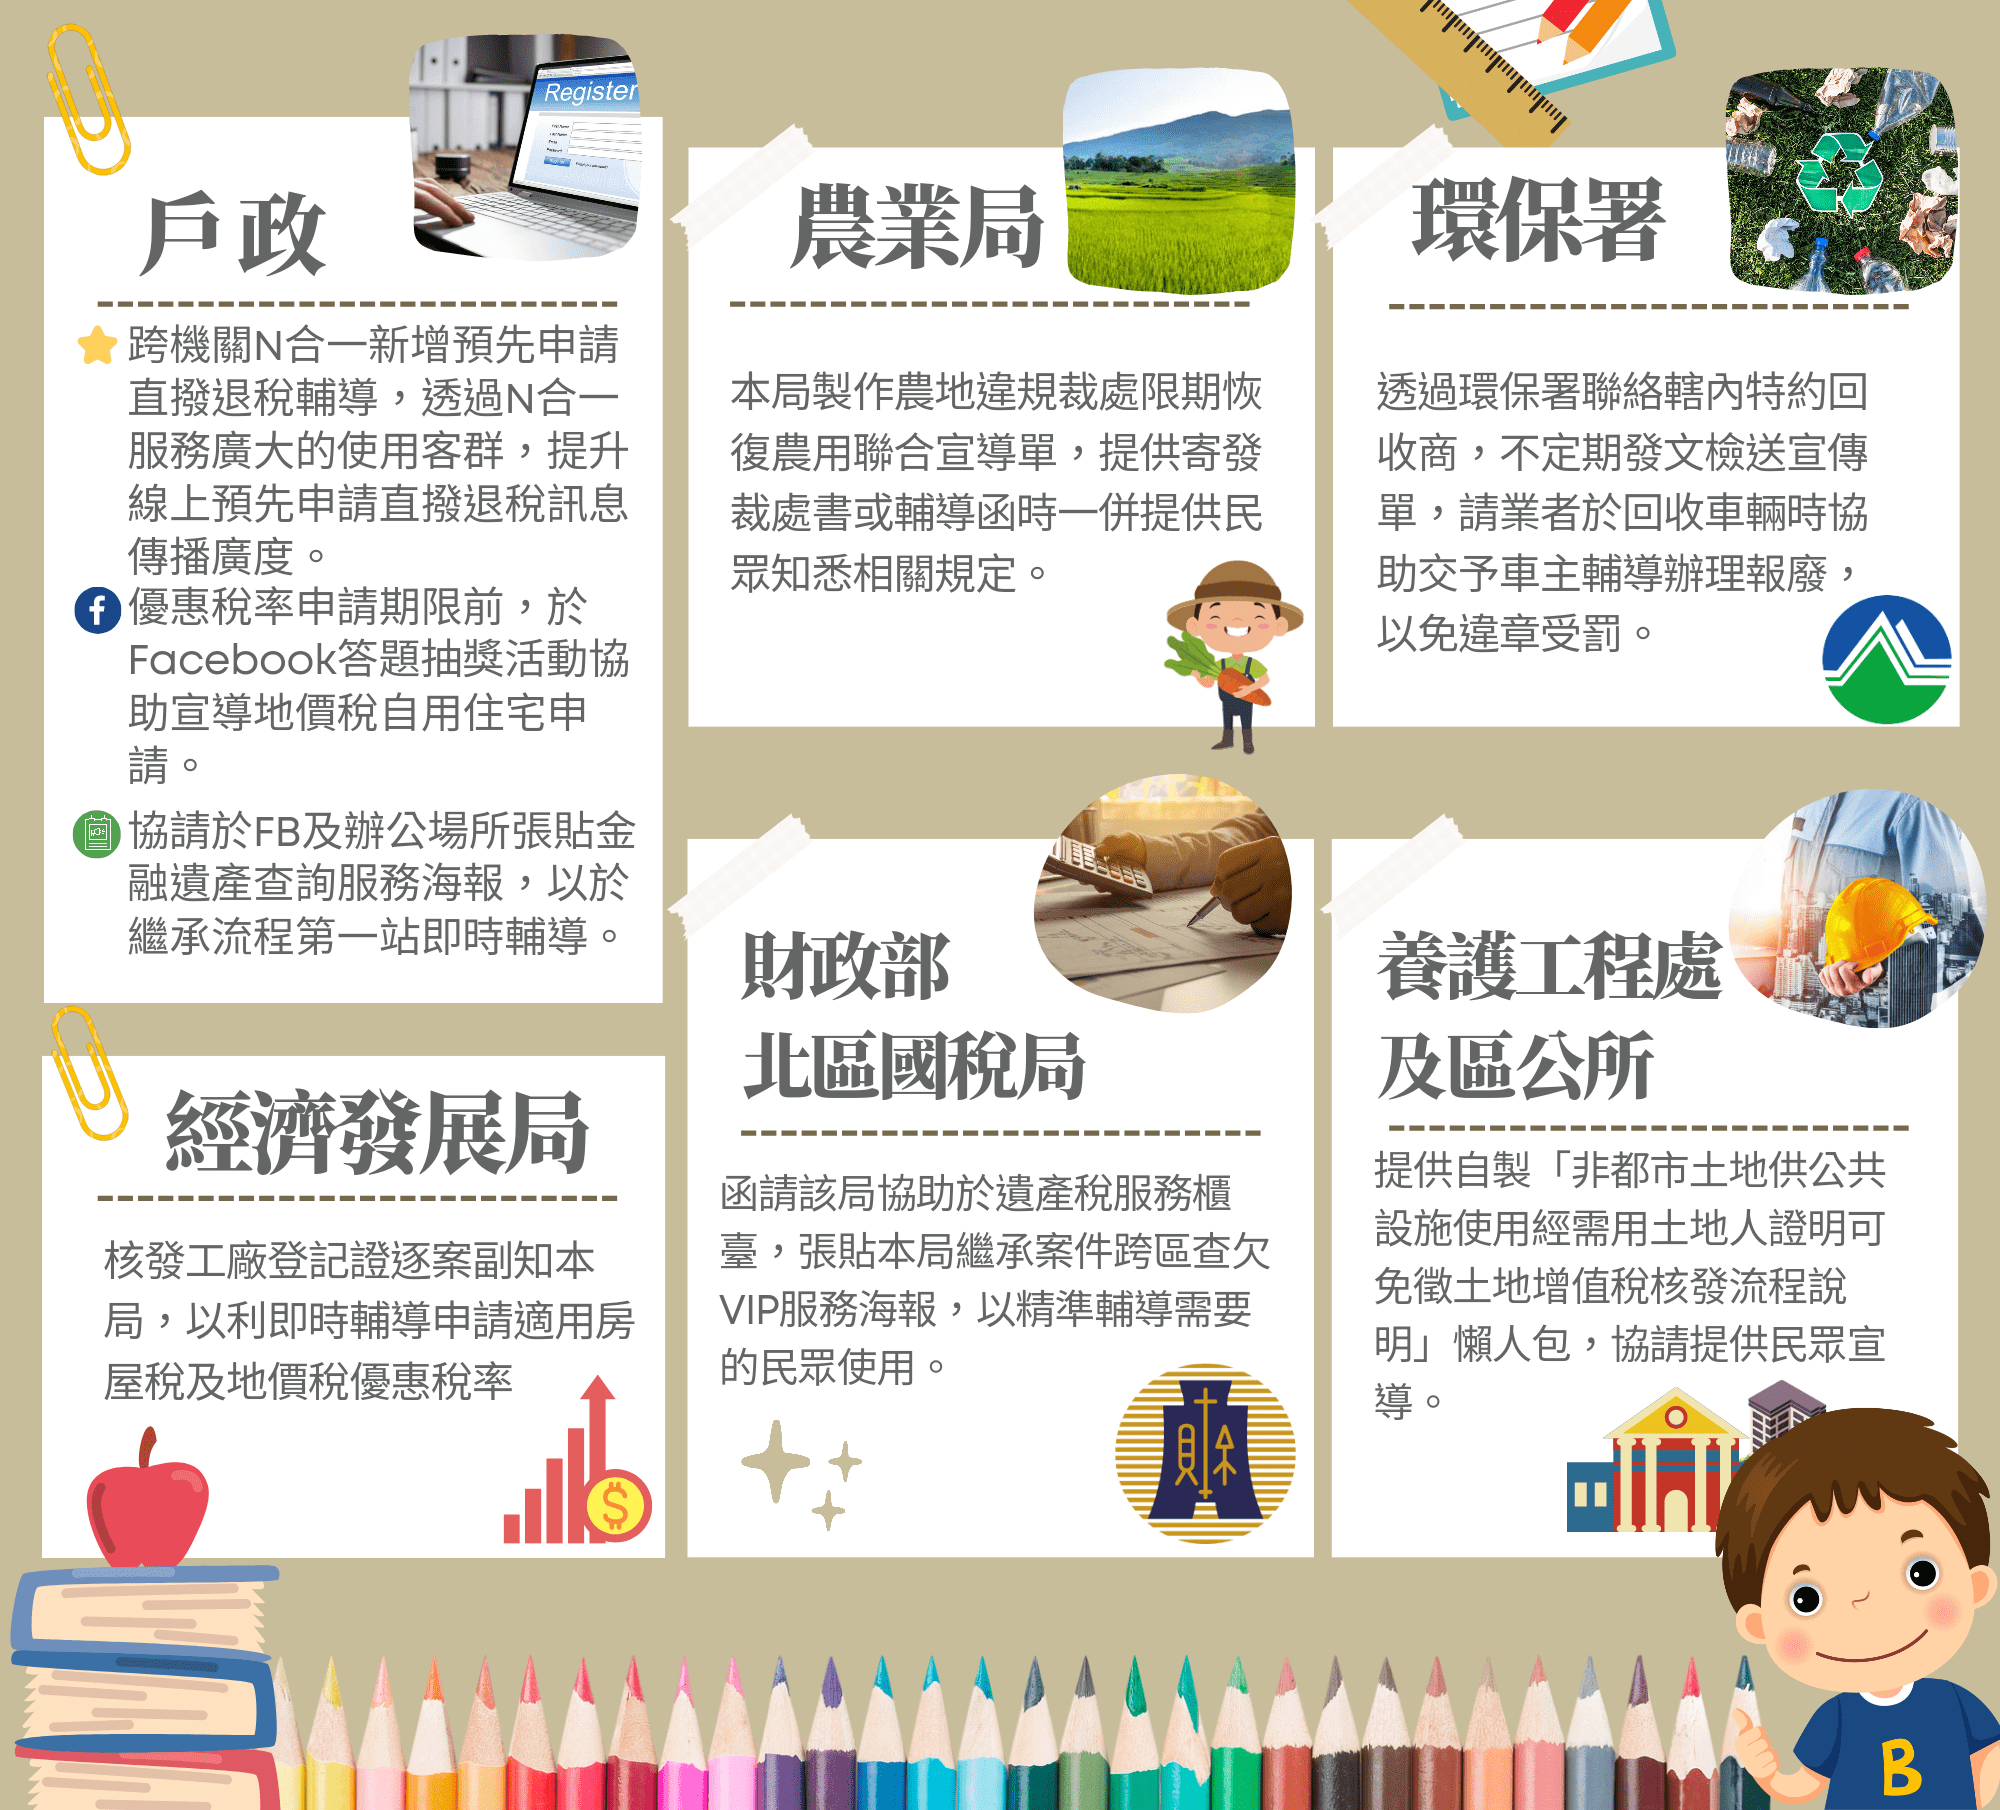 Register
戶政
跨機關N合一新增預先申請
直撥退稅輔導，透過N合一
服務廣大的使用客群，提升
線上預先申請直撥退稅訊息
傳播廣度。
優惠稅率申請期限前，於
Facebook答題抽獎活動協
助宣導地價稅自用住宅申
請。
協請於FB及辦公場所張貼金
融遺產查詢服務海報，以於
繼承流程第一站即時輔導。
農業局
本局製作農地違規裁處限期恢
復農用聯合宣導單，提供寄發
裁處書或輔導函時一併提供民
眾知悉相關規定。
環保署
透過環保署聯絡轄內特約回
收商，不定期發文檢送宣傳
單，請業者於回收車輛時協
助交予車主輔導辦理報廢，
以免違章受罰。
經濟發展局
核發工廠登記證逐案副知本
局，以利即時輔導申請適用房
屋稅及地價稅優惠稅率
$
財政部
北區國稅局
函請該局協助於遺產稅服務櫃
臺，張貼本局繼承案件跨區查欠
VIP服務海報，以精準輔導需要
的民眾使用。
養護工程處
及區公所
提供自製「非都市土地供公共
設施使用經需用土地人證明可
免徵土地增值稅核發流程說
明」懶人包，協請提供民眾宣
導。
B